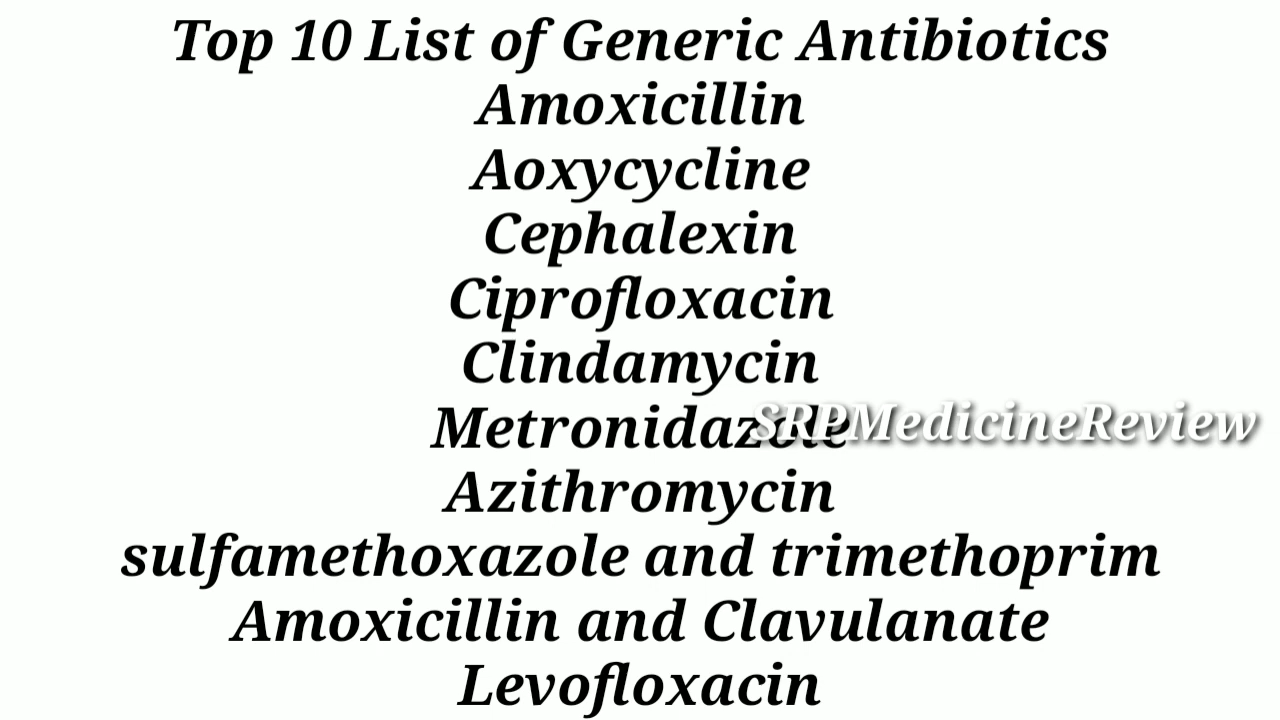 Top 10 List of Generic Antibiotics
Amoxicillin
Aoxycycline
Cephalexin
Ciprofloxacin
Clindamycin
Metronidazole
SRPMedicineReview
Azithromycin
sulfamethoxazole and trimethoprim
Amoxicillin and Clavulanate
Levofloxacin